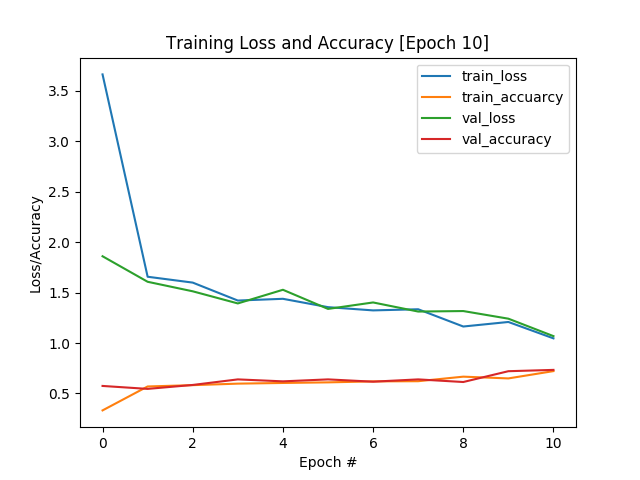 Training Loss and Accuracy [Epoch 10]
train_loss
train_accuarcy
val_loss
val_accuracy
Loss/Accuracy
3.5
3.0
2.5
2.0
1.5
1.0
0.5
0 2 4 6 8 10
Epoch #